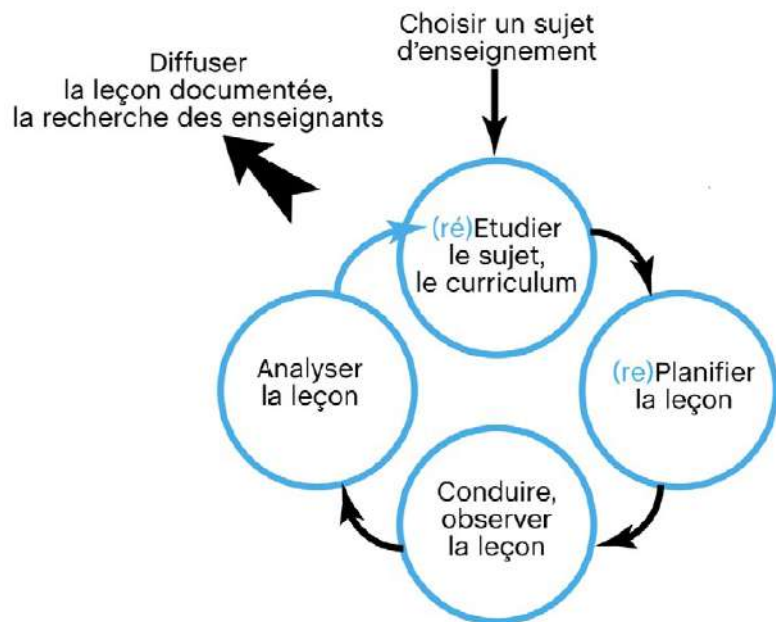 Choisir un sujet
d'enseignement
Diffuser
la leçon documentée,
la recherche des enseignants
(ré)Etudier
le sujet,
le curriculum
(re)Planifier
la leçon
Conduire,
observer
la leçon
Analyser
la leçon